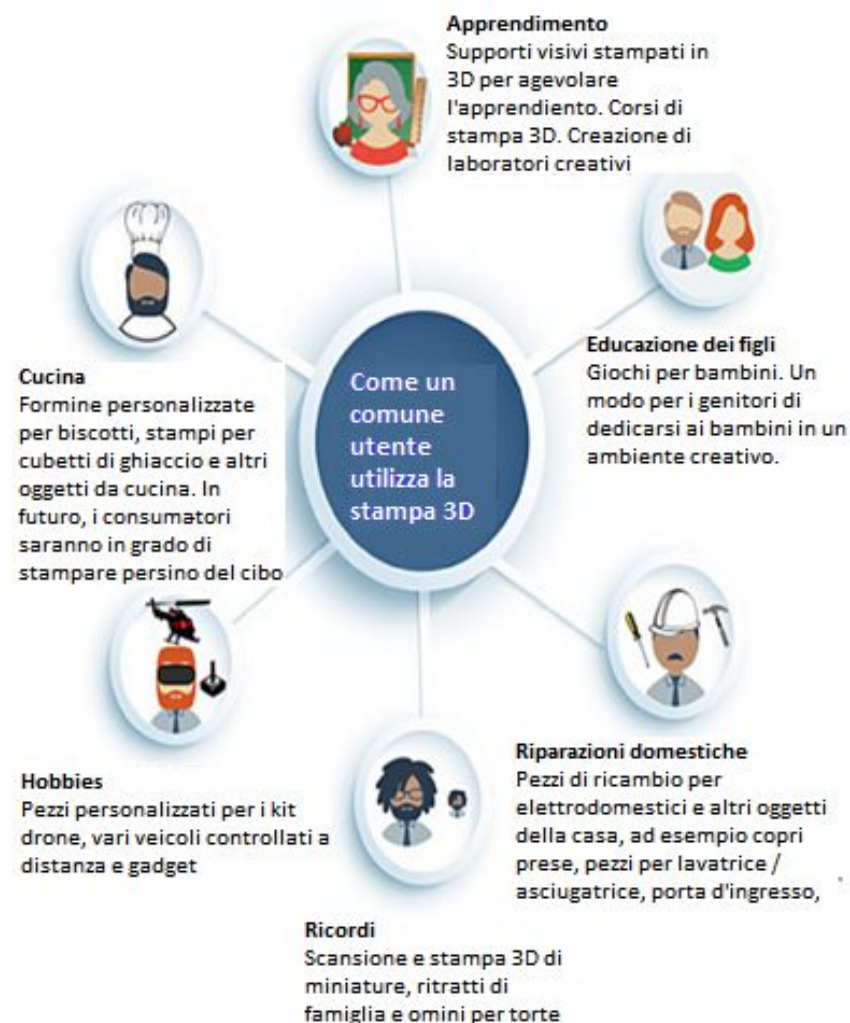 Apprendimento
Supporti visivi stampati in
3D per agevolare
l'apprendiento. Corsi di
stampa 3D. Creazione di
laboratori creativi
Educazione dei figli
Giochi per bambini. Un
modo per i genitori di
dedicarsi ai bambini in un
ambiente creativo.
Cucina
Formine personalizzate
per biscotti, stampi per
cubetti di ghiaccio e altri
oggetti da cucina. In
futuro, i consumatori
saranno in grado di
stampare persino del cibo
Come un
comune
utente
utilizza la
stampa 3D
Hobbies
Pezzi personalizzati per i kit
drone, vari veicoli controllati a
distanza e gadget
Riparazioni domestiche
Pezzi di ricambio per
elettrodomestici e altri oggetti
della casa, ad esempio copri
prese, pezzi per lavatrice /
asciugatrice, porta d'ingresso,
Ricordi
Scansione e stampa 3D di
miniature, ritratti di
famiglia e omini per torte